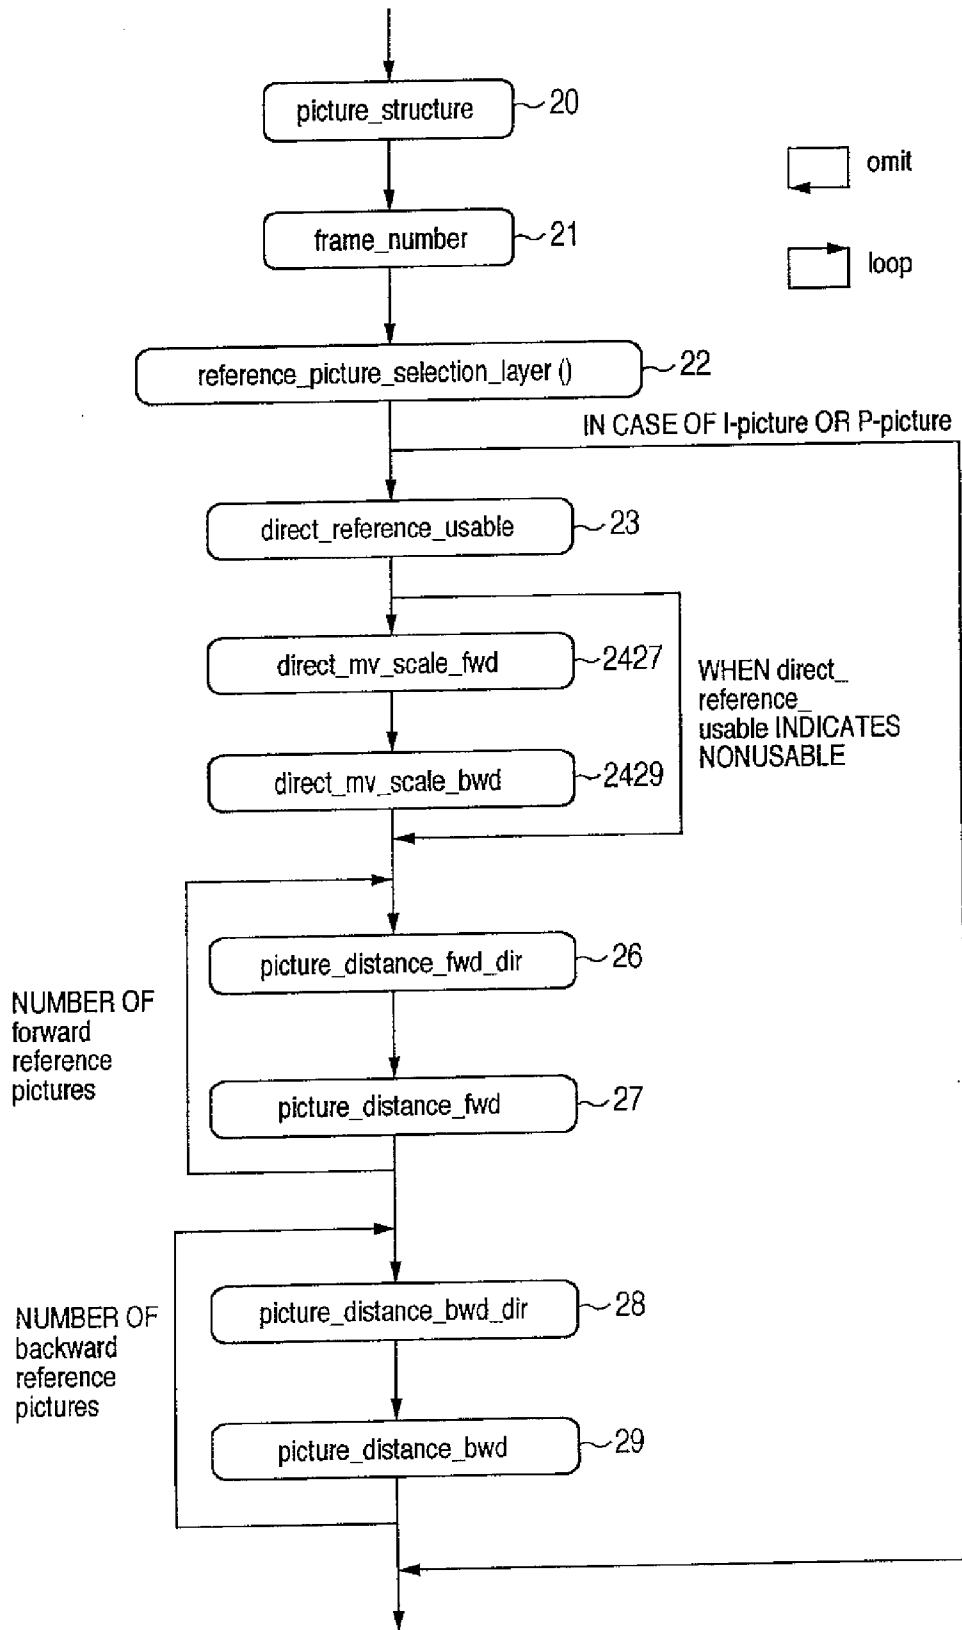 picture_structure
20
omit
frame_number
21
loop
reference_picture_selection_layer ()
22
IN CASE OF I-picture OR P-picture
direct_reference_usable
23
direct_mv_scale_fwd
2427
WHEN direct_
reference_
usable INDICATES
NONUSABLE
direct_mv_scale_bwd
2429
picture_distance_fwd_dir
26
NUMBER OF
forward
reference
pictures
picture_distance_fwd
27
picture_distance_bwd_dir
28
NUMBER OF
backward
reference
pictures
picture_distance_bwd
29